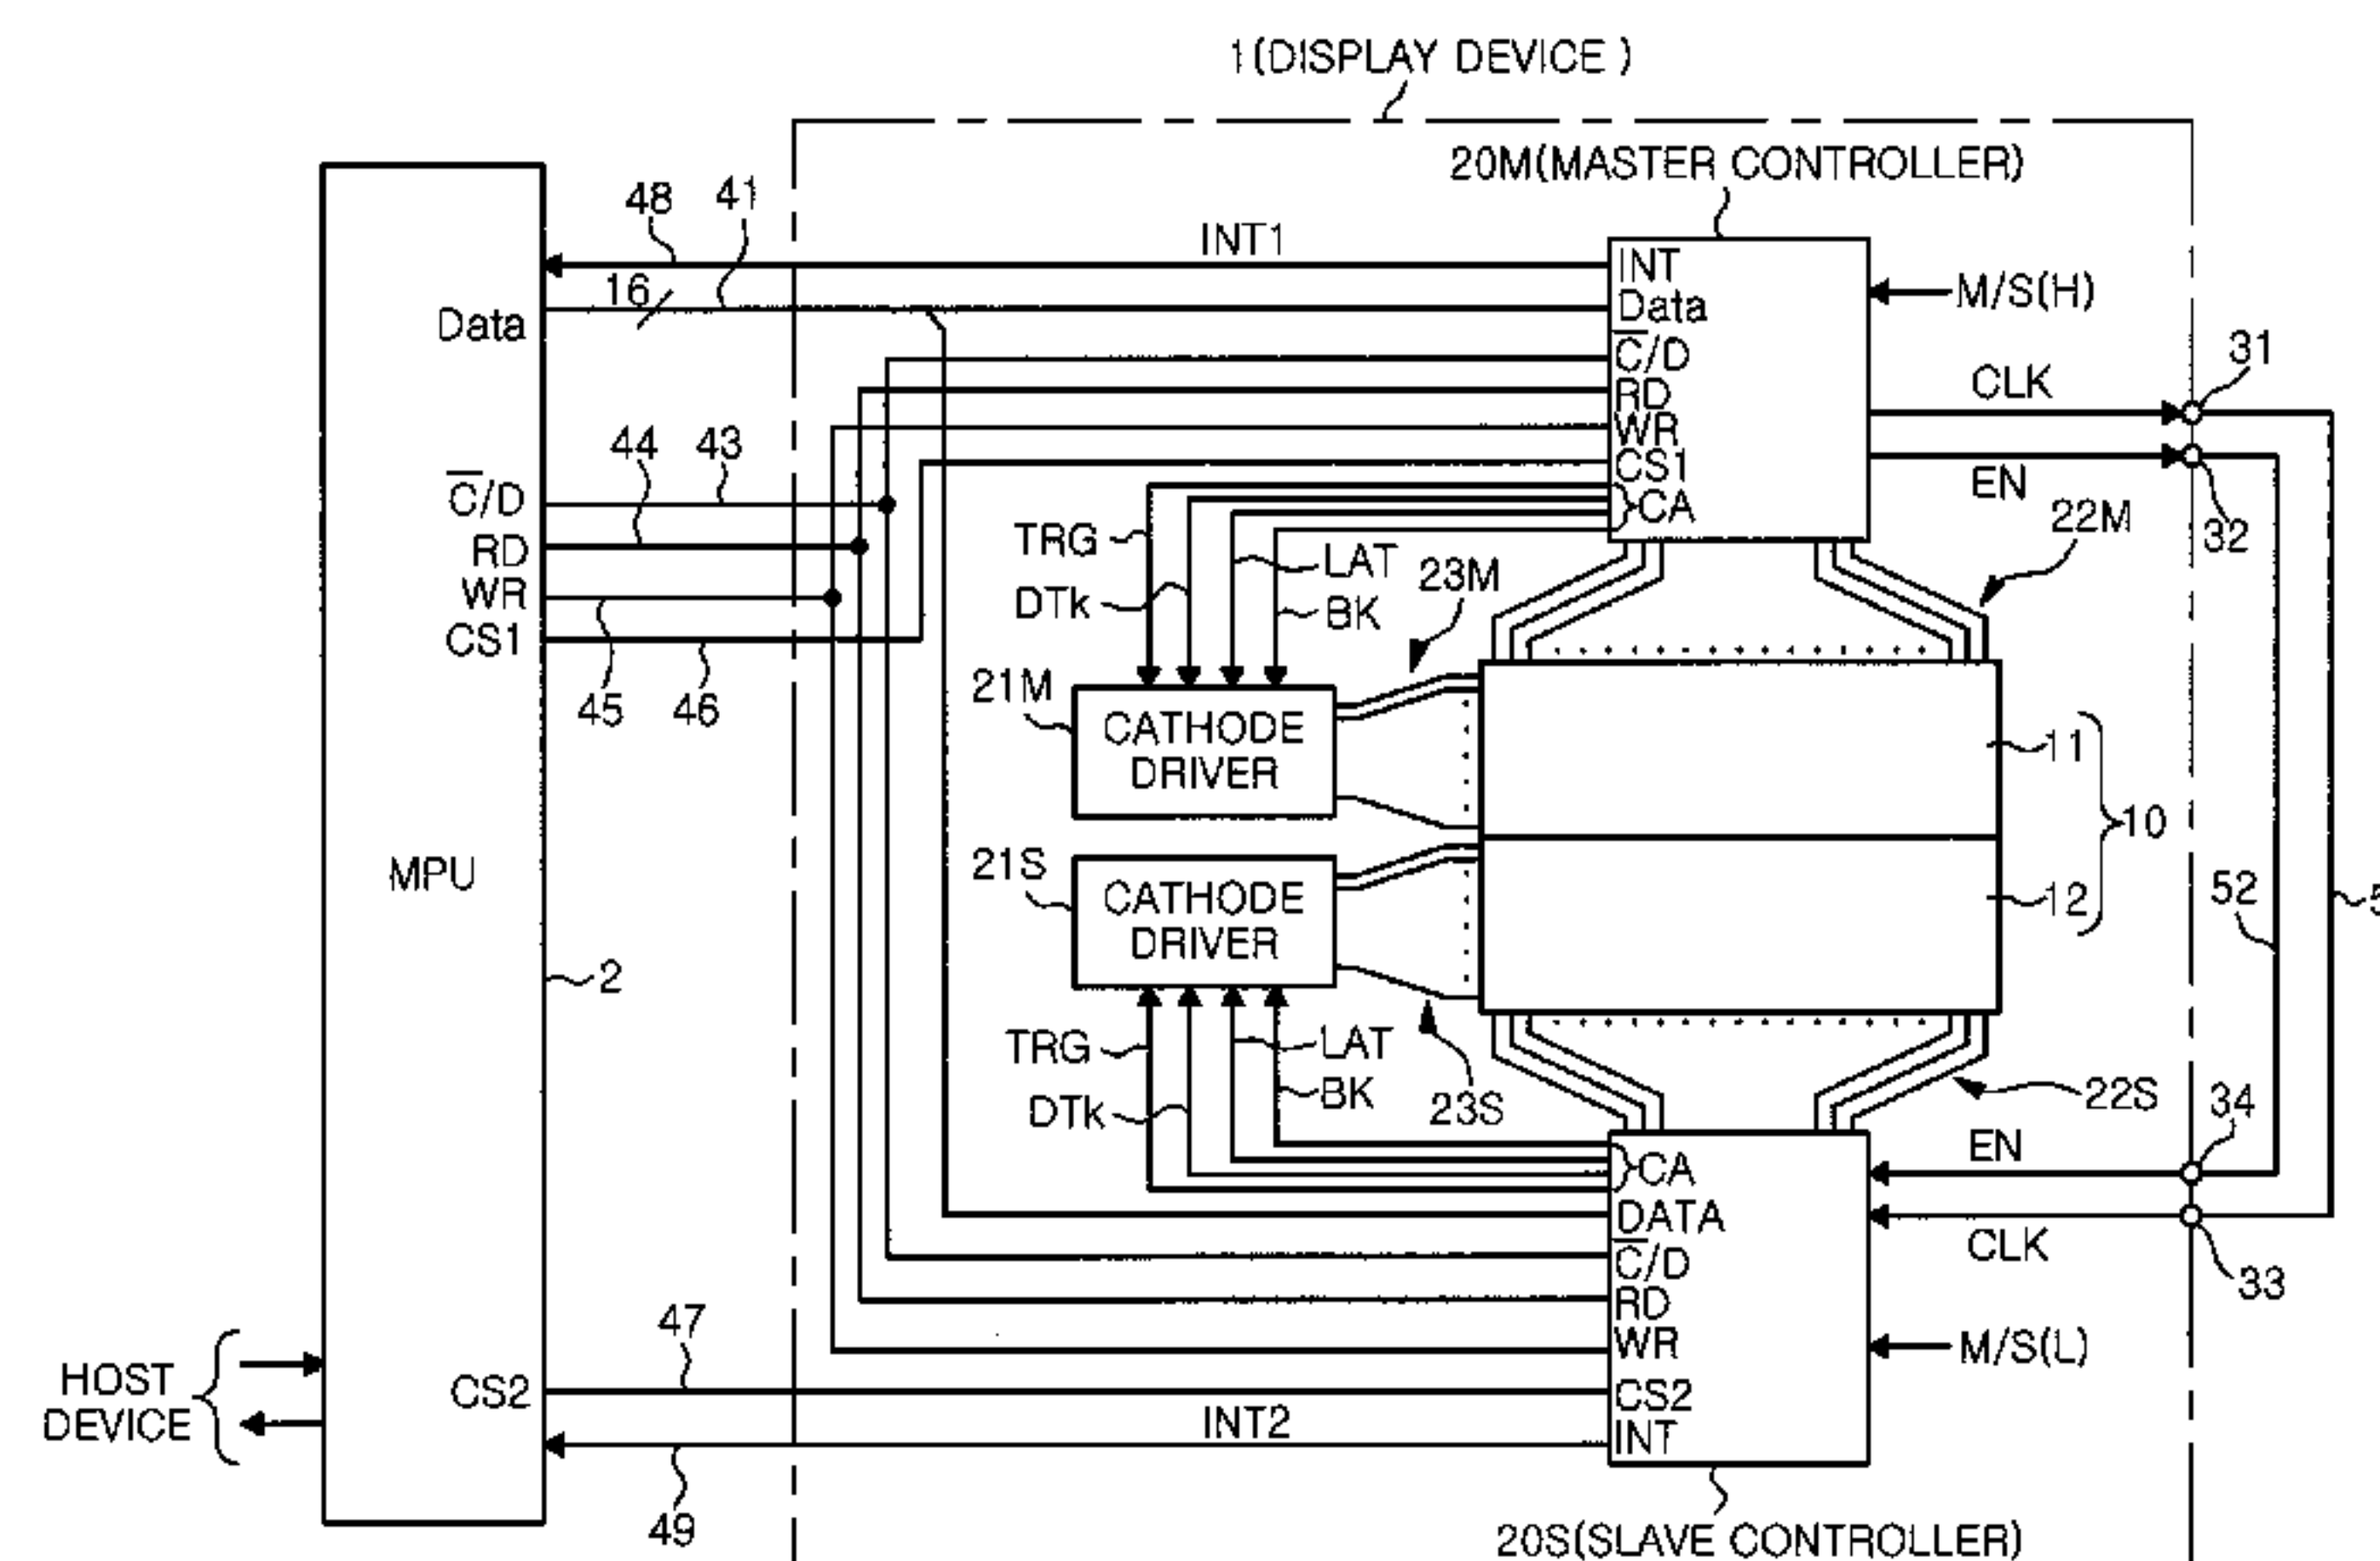 1(DISPLAY DEVICE )
20M(MASTER CONTROLLER)
48
41
INT1
16
Data
INT
Data
C̅/D
RD
WR
CS1
CA
M/S(H)
CLK
31
EN
32
44
43
C̅/D
RD
WR
CS1
45
46
TRG
LAT
DTk
BK
23M
22M
21M
CATHODE
DRIVER
11
10
12
21S
CATHODE
DRIVER
52
MPU
2
TRG
LAT
BK
DTk
23S
22S
34
EN
CLK
33
CA
DATA
C̅/D
RD
WR
CS2
INT
M/S(L)
47
CS2
INT2
49
HOST
DEVICE
20S(SLAVE CONTROLLER)